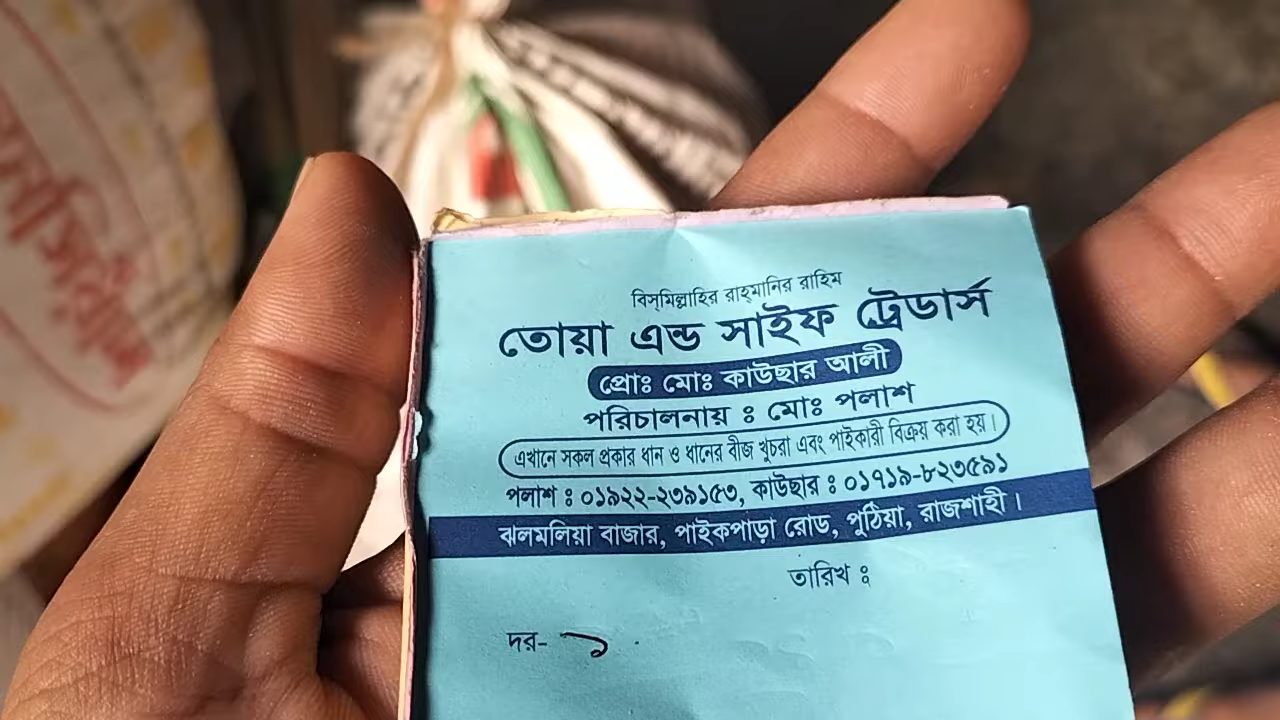 বিস্‌মিল্লাহির রাহ্‌মানির রাহিম
তোয়া এন্ড সাইফ ট্রেডার্স
প্রোঃ মোঃ কাউছার আলী
পরিচালনায় ঃ মোঃ পলাশ
এখানে সকল প্রকার ধান ও ধানের বীজ খুচরা এবং পাইকারী বিক্রয় করা হয়।
পলাশ ঃ ০১৯২২-২৩৯১৫৩, কাউছার ঃ ০১৭১৯-৮২৩৫৯১
ঝলমলিয়া বাজার, পাইকপাড়া রোড, পুঠিয়া, রাজশাহী।
তারিখ ঃ
দর- ১